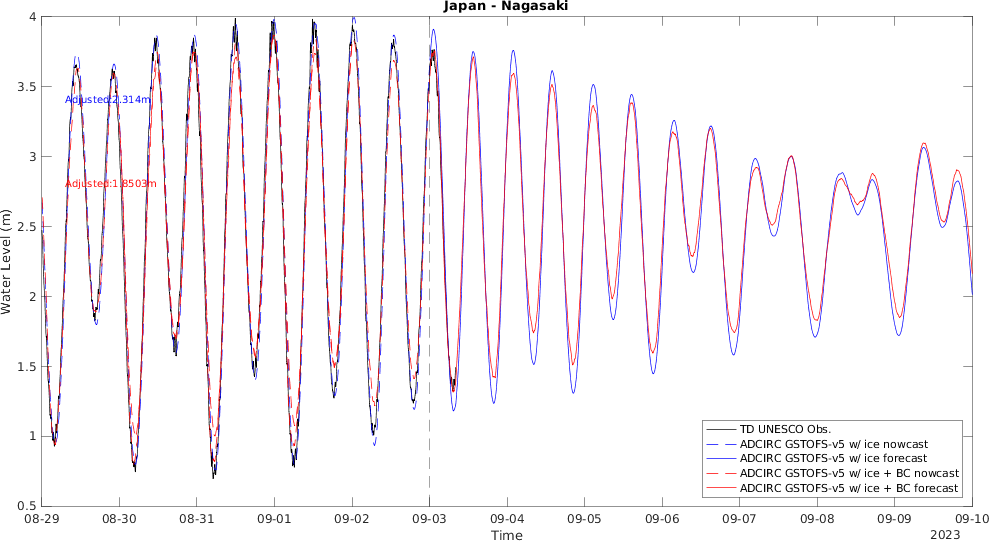 Japan - Nagasaki
4
3.5
3
2.5
2
1.5
1
0.5
Water Level (m)
Adjusted:2.314m
Adjusted:1.8503m
TD UNESCO Obs.
ADCIRC GSTOFS-v5 w/ ice nowcast
ADCIRC GSTOFS-v5 w/ ice forecast
ADCIRC GSTOFS-v5 w/ ice + BC nowcast
ADCIRC GSTOFS-v5 w/ ice + BC forecast
08-29 08-30 08-31 09-01 09-02 09-03 09-04 09-05 09-06 09-07 09-08 09-09 09-10
Time
2023